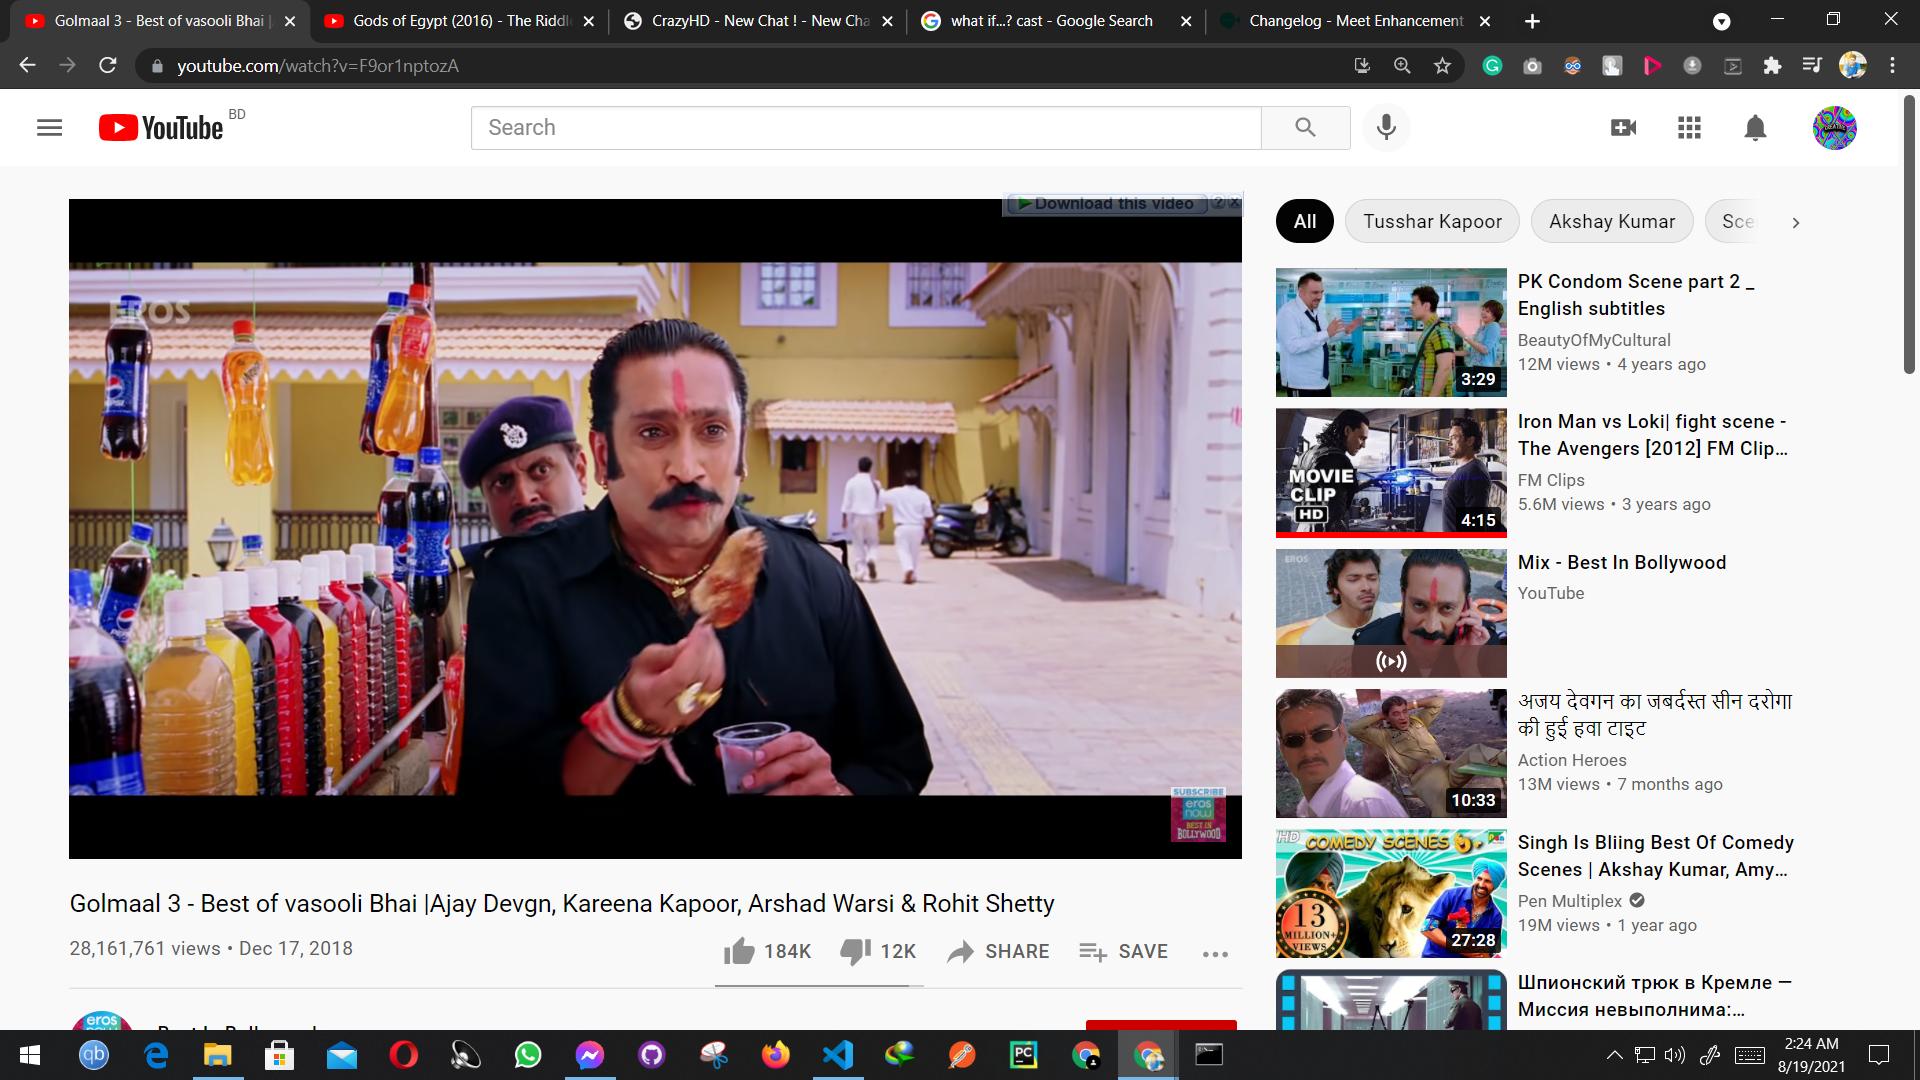 Golmaal 3 - Best of vasooli Bhai |
Gods of Egypt (2016) - The Riddl
CrazyHD - New Chat ! - New Cha
what if...? cast - Google Search
Changelog - Meet Enhancement
youtube.com/watch?v=F9or1nptozA
YouTube BD
Search
Download this video
EROS
SUBSCRIBE
eros
now
BEST IN
BOLLYWOOD
Golmaal 3 - Best of vasooli Bhai |Ajay Devgn, Kareena Kapoor, Arshad Warsi & Rohit Shetty
28,161,761 views • Dec 17, 2018
184K 12K SHARE SAVE
eros
All Tusshar Kapoor Akshay Kumar Sce
3:29
PK Condom Scene part 2 _
English subtitles
BeautyOfMyCultural
12M views • 4 years ago
MOVIE
CLIP
HD
4:15
Iron Man vs Loki| fight scene -
The Avengers [2012] FM Clip...
FM Clips
5.6M views • 3 years ago
EROS
Mix - Best In Bollywood
YouTube
10:33
अजय देवगन का जबर्दस्त सीन दरोगा
की हुई हवा टाइट
Action Heroes
13M views • 7 months ago
HD COMEDY SCENES
13
MILLION+
VIEWS
27:28
Singh Is Bliing Best Of Comedy
Scenes | Akshay Kumar, Amy...
Pen Multiplex
19M views • 1 year ago
Шпионский трюк в Кремле —
Миссия невыполнима:...
qb
PC
2:24 AM
8/19/2021